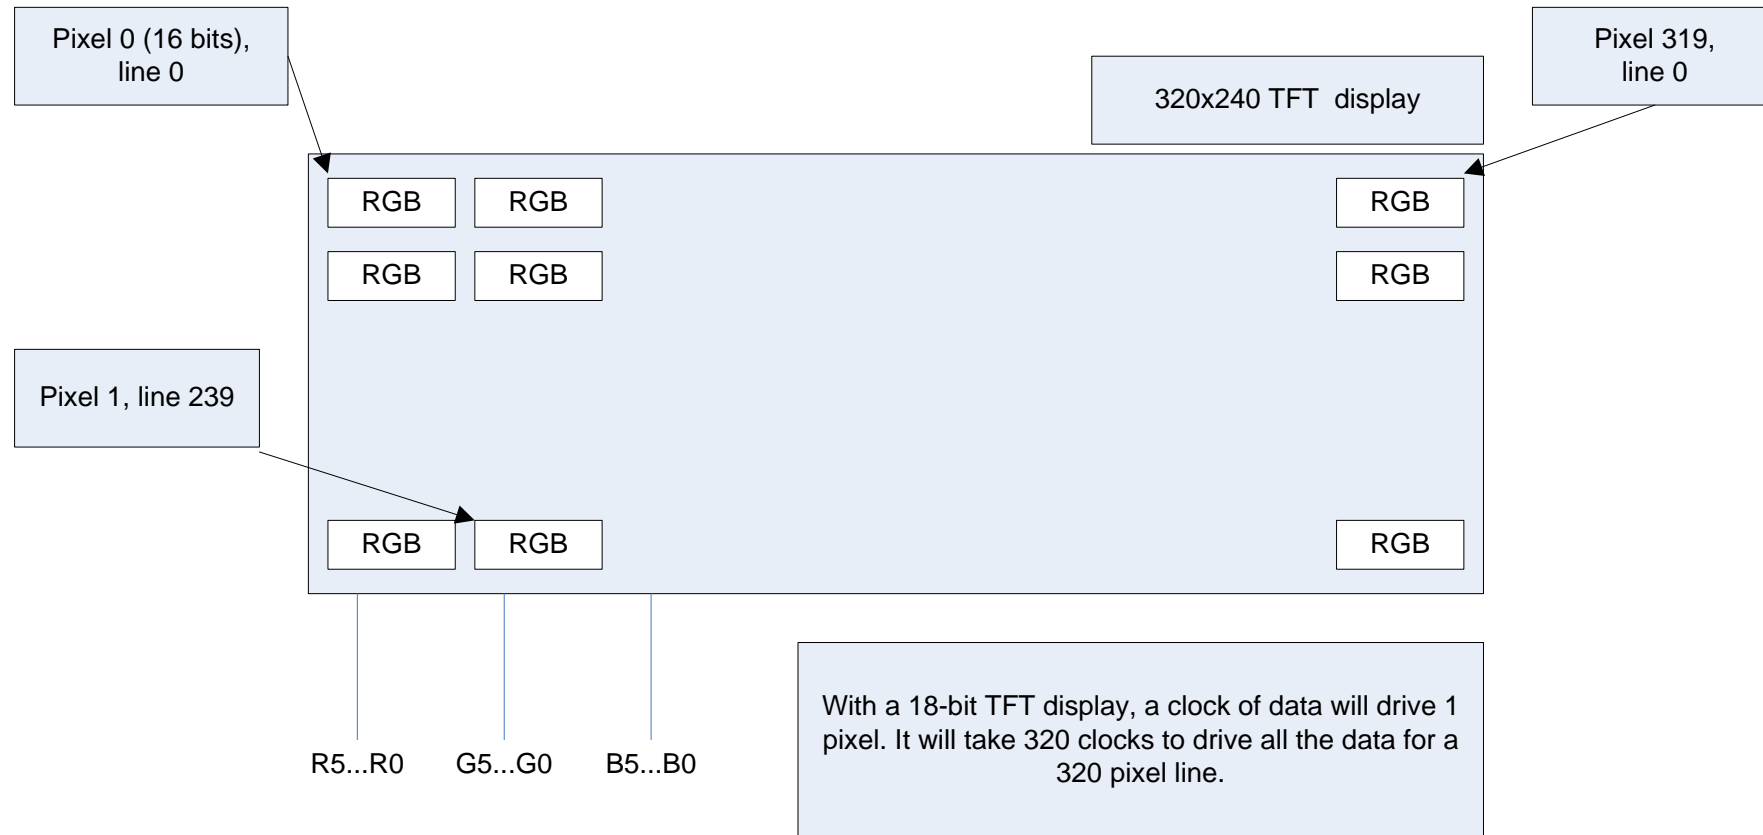 Pixel 0 (16 bits),
line 0
Pixel 319,
line 0
320x240 TFT display
RGB RGB RGB
RGB RGB RGB
Pixel 1, line 239
RGB RGB RGB
R5...R0 G5...G0 B5...B0
With a 18-bit TFT display, a clock of data will drive 1
pixel. It will take 320 clocks to drive all the data for a
320 pixel line.